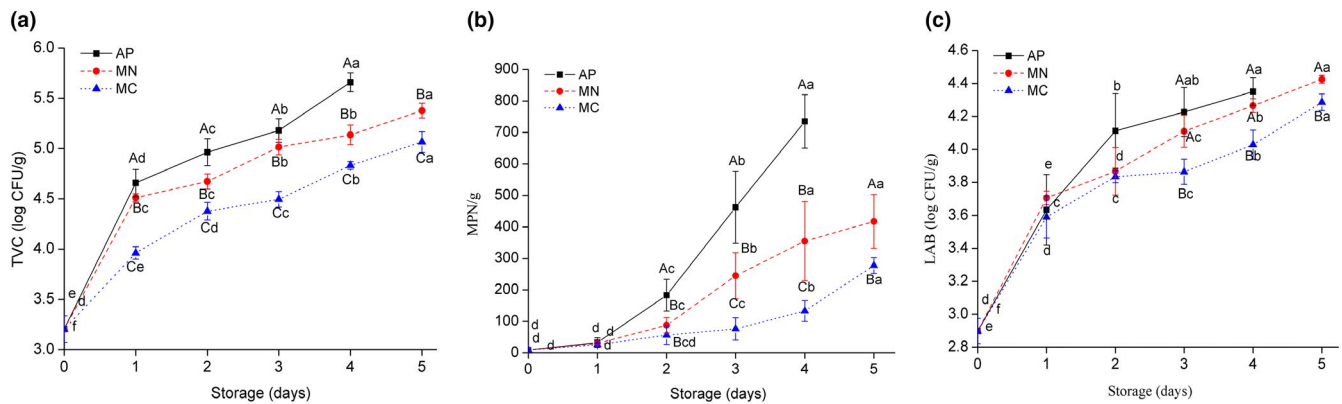 (a)
TVC (log CFU/g)
6.0
5.5
5.0
4.5
4.0
3.5
3.0
AP
MN
MC
Aa
Ab
Ac
Ad
Ba
Bb
Bb
Bc
Bc
Ca
Cb
Cc
Cd
Ce
e
d
f
0 1 2 3 4 5
Storage (days)
(b)
MPN/g
900
800
700
600
500
400
300
200
100
0
AP
MN
MC
Aa
Ab
Aa
Ba
Ac
Bb
Bc
Cc
Cb
Ba
Bcd
d
d
d
d
d
d
0 1 2 3 4 5
Storage (days)
(c)
LAB (log CFU/g)
4.6
4.4
4.2
4.0
3.8
3.6
3.4
3.2
3.0
2.8
AP
MN
MC
b
Aab
Aa
Aa
Ab
Ba
Ac
e
d
Bb
Bc
c
c
d
d
f
e
0 1 2 3 4 5
Storage (days)